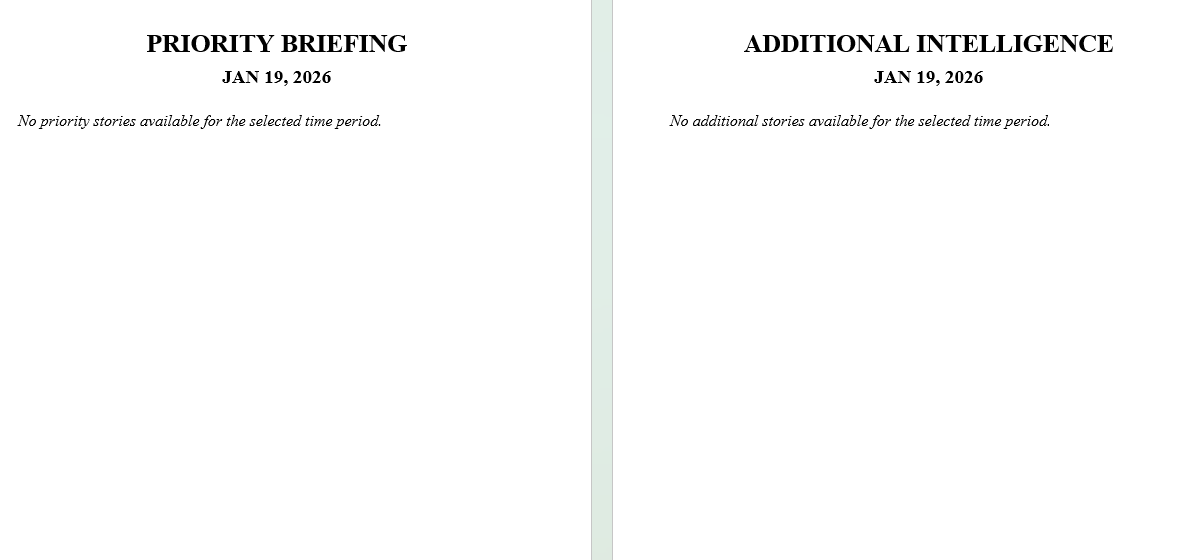 PRIORITY BRIEFING
JAN 19, 2026
No priority stories available for the selected time period.
ADDITIONAL INTELLIGENCE
JAN 19, 2026
No additional stories available for the selected time period.